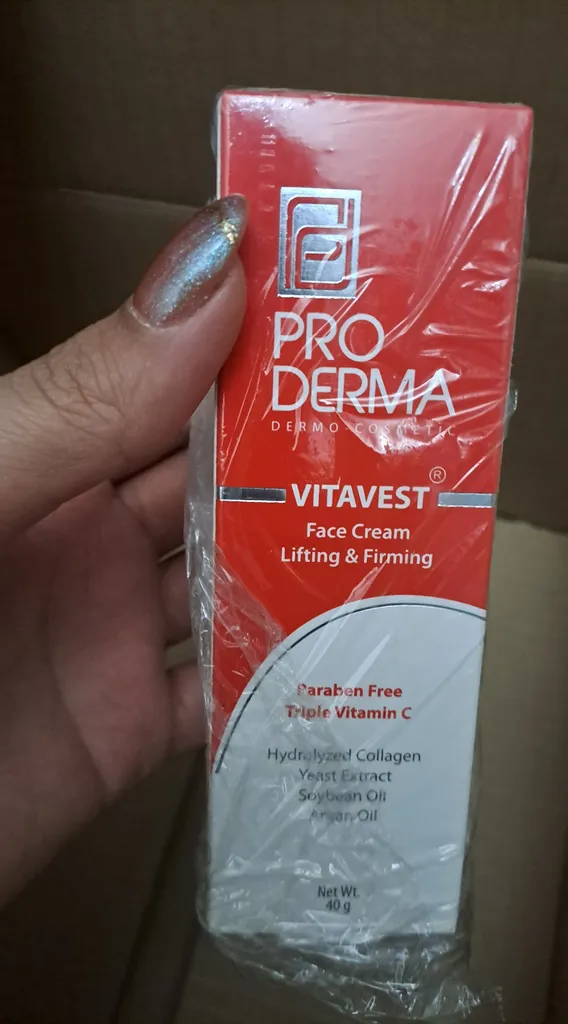 PRO
DERMA
DERMO-COSMETIC
VITAVEST®
Face Cream
Lifting & Firming
Paraben Free
Triple Vitamin C
Hydrolyzed Collagen
Yeast Extract
Soybean Oil
Argan Oil
Net Wt.
40 g